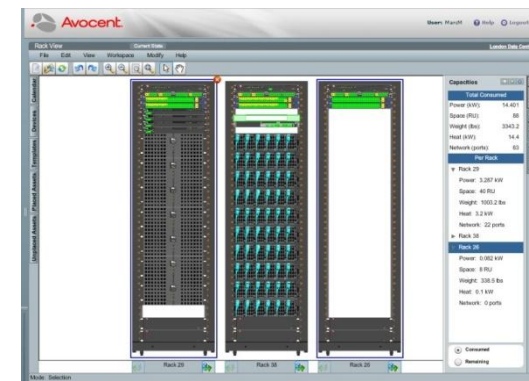 Avocent.
User: MarcM Help Logout
Rack View Current State London Data Cent
File Edit View Workspace Modify Help
Calendar
Devices
Templates
Placed Assets
Unplaced Assets
Capacities
Total Consumed
Power (kW): 14.401
Space (RU): 88
Weight (lbs): 3343.2
Heat (kW): 14.4
Network (ports): 63
Per Rack
Rack 29
Power: 3.287 kW
Space: 40 RU
Weight: 1003.2 lbs
Heat: 3.2 kW
Network: 22 ports
Rack 38
Rack 26
Power: 0.062 kW
Space: 8 RU
Weight: 338.5 lbs
Heat: 0.1 kW
Network: 0 ports
Consumed
Remaining
Rack 29 Rack 38 Rack 26
Mode: Selection